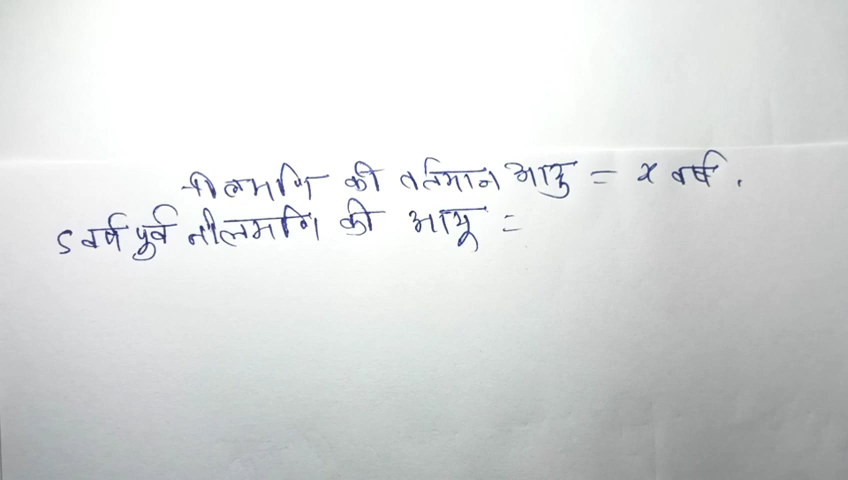 नीलमणि की वर्तमान आयु = x वर्ष .
5 वर्ष पूर्व नीलमणि की आयू =